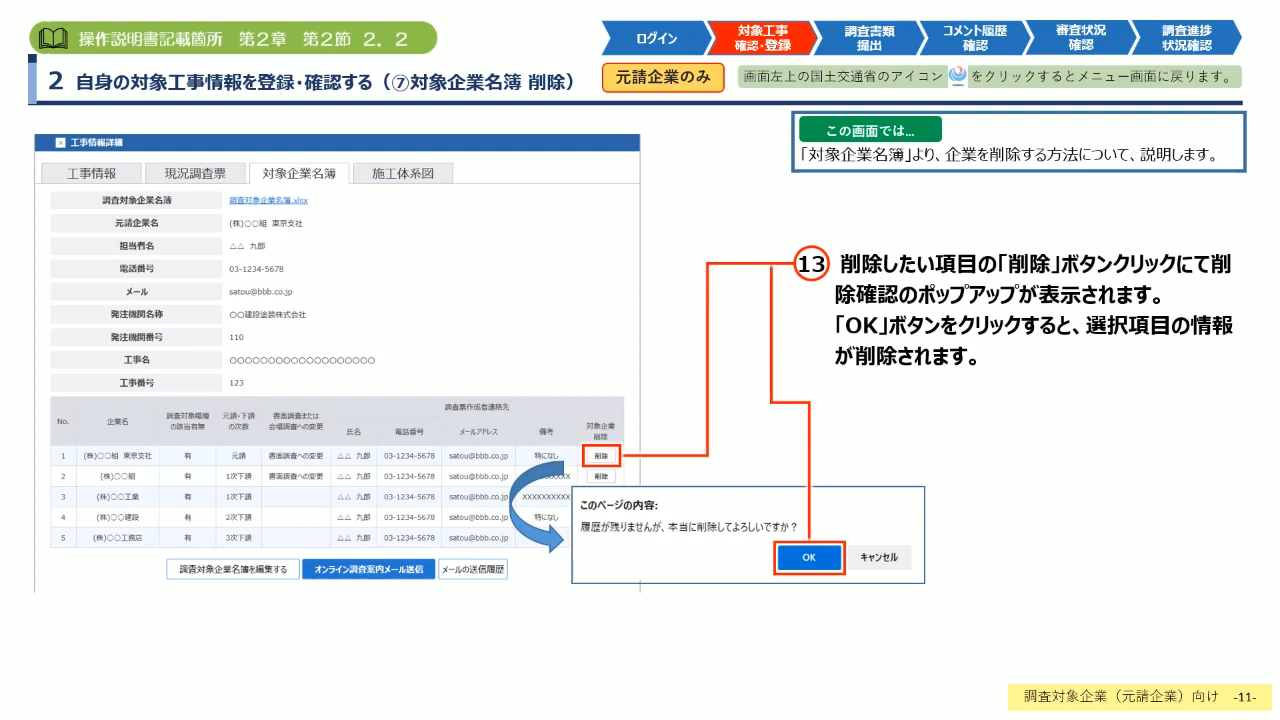 操作説明書記載箇所 第２章 第２節 ２．２
ログイン
対象工事
確認・登録
調査書類
提出
コメント履歴
確認
審査状況
確認
調査進捗
状況確認
2 自身の対象工事情報を登録・確認する（⑦対象企業名簿 削除）
元請企業のみ
画面左上の国土交通省のアイコン をクリックするとメニュー画面に戻ります。
この画面では...
「対象企業名簿」より、企業を削除する方法について、説明します。
工事情報詳細
工事情報 現況調査票 対象企業名簿 施工体系図
調査対象企業名簿 調査対象企業名簿.xlsx
元請企業名 (株)○○組 東京支社
担当者名 △△ 九郎
電話番号 03-1234-5678
メール satou@bbb.co.jp
発注機関名称 ○○建設塗装株式会社
発注機関番号 110
工事名 ○○○○○○○○○○○○○○○○○○○
工事番号 123
No. 企業名 調査対象職種の該当有無 元請・下請の次数 書面調査または会場調査への変更 調査票作成者連絡先 対象企業削除
氏名 電話番号 メールアドレス 備考
1 (株)○○組 東京支社 有 元請 書面調査への変更 △△ 九郎 03-1234-5678 satou@bbb.co.jp 特になし 削除
2 (株)○○組 有 1次下請 書面調査への変更 △△ 九郎 03-1234-5678 satou@bbb.co.jp 削除
3 (株)○○工業 有 1次下請 △△ 九郎 03-1234-5678 satou@bbb.co.jp XXXXXXXXXX
4 (株)○○建設 有 2次下請 △△ 九郎 03-1234-5678 satou@bbb.co.jp 特になし
5 (株)○○工務店 有 3次下請 △△ 九郎 03-1234-5678 satou@bbb.co.jp
調査対象企業名簿を編集する オンライン調査案内メール送信 メールの送信履歴
このページの内容:
履歴が残りませんが、本当に削除してよろしいですか？
OK キャンセル
13 削除したい項目の「削除」ボタンクリックにて削
除確認のポップアップが表示されます。
「OK」ボタンをクリックすると、選択項目の情報
が削除されます。
調査対象企業（元請企業）向け -11-